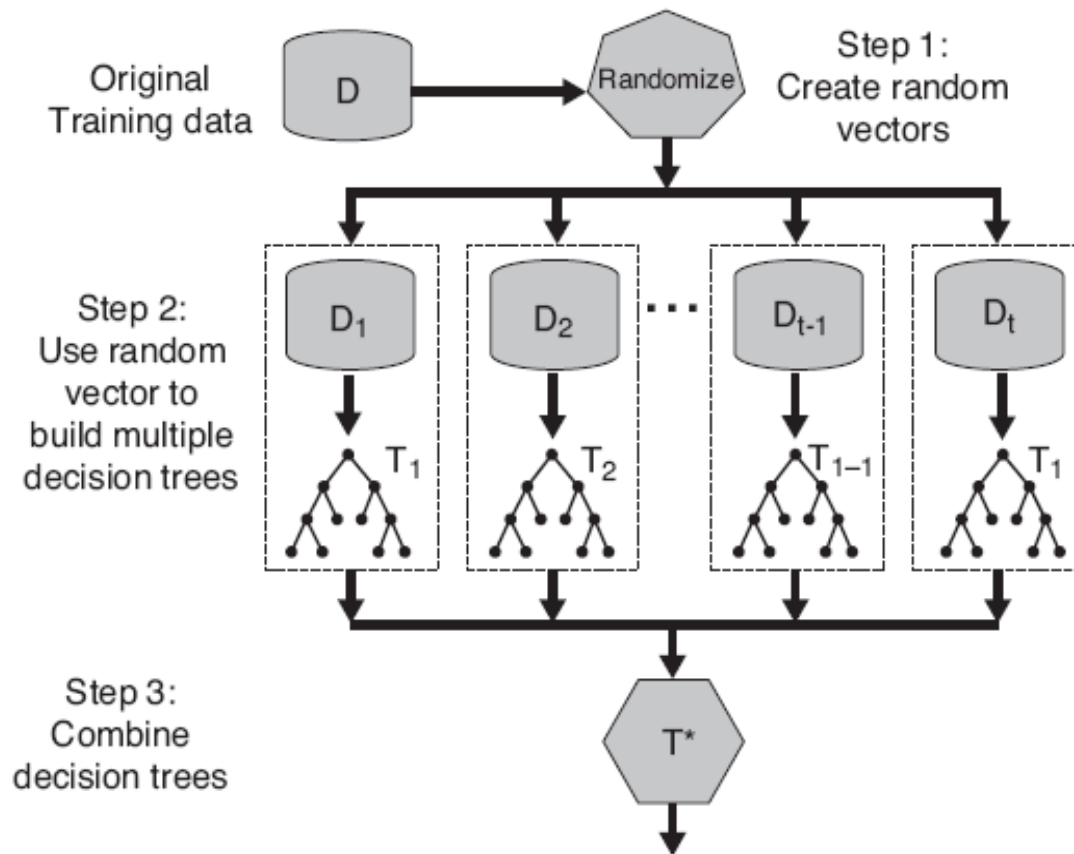 Original
Training data
D
Randomize
Step 1:
Create random
vectors
Step 2:
Use random
vector to
build multiple
decision trees
D₁
D₂
...
Dₜ₋₁
Dₜ
T₁
T₂
T₁₋₁
T₁
Step 3:
Combine
decision trees
T*